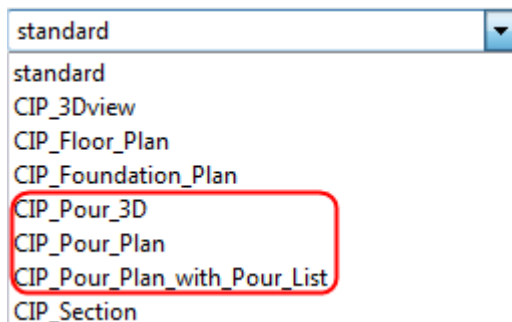 standard
standard
CIP_3Dview
CIP_Floor_Plan
CIP_Foundation_Plan
CIP_Pour_3D
CIP_Pour_Plan
CIP_Pour_Plan_with_Pour_List
CIP_Section